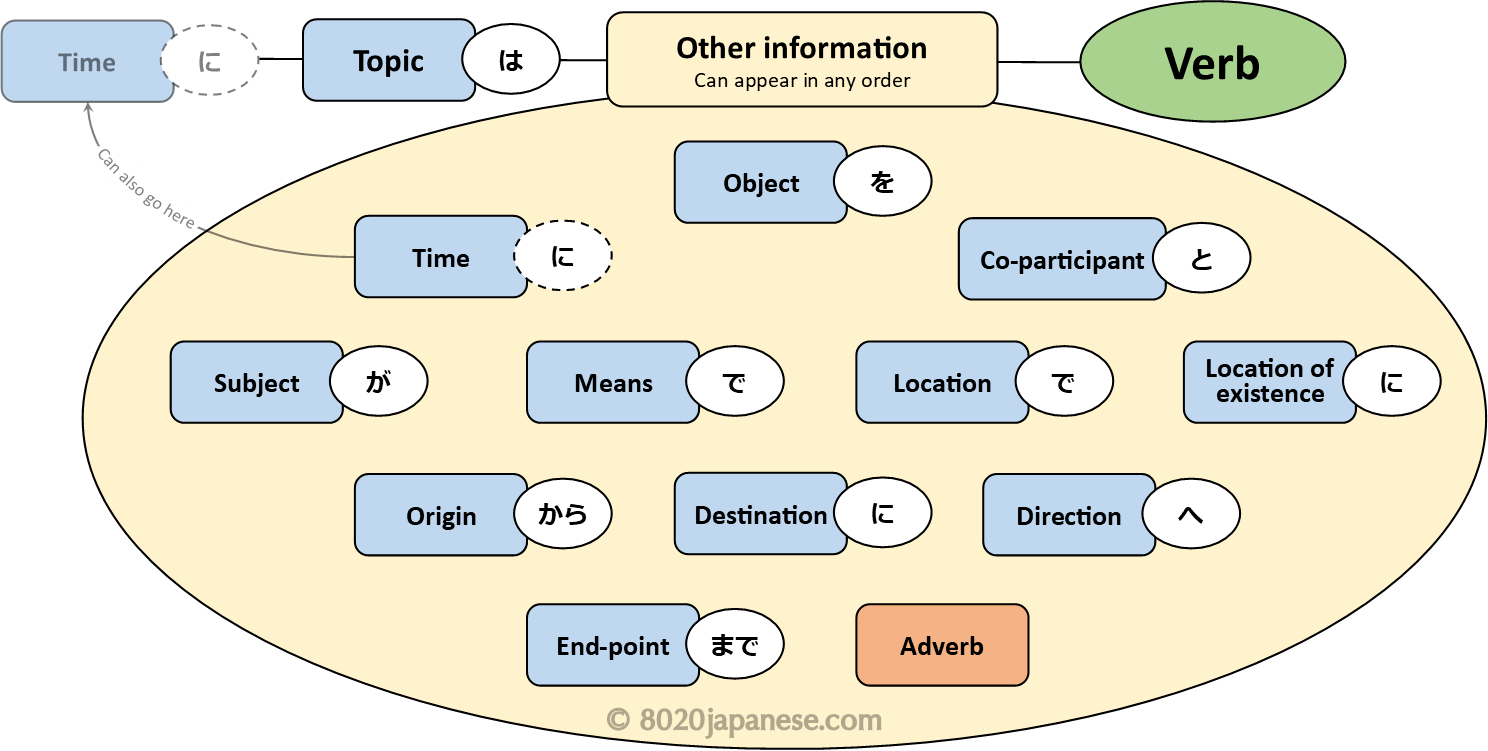 Time に
Topic は
Other information
Can appear in any order
Verb
Can also go here
Object を
Time に
Co-participant と
Subject が
Means で
Location で
Location of
existence に
Origin から
Destination に
Direction へ
End-point まで
Adverb
© 8020japanese.com